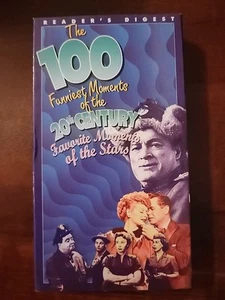 READER'S DIGEST
The
100
Funniest Moments
of the
20th CENTURY
Favorite Moments
of the Stars